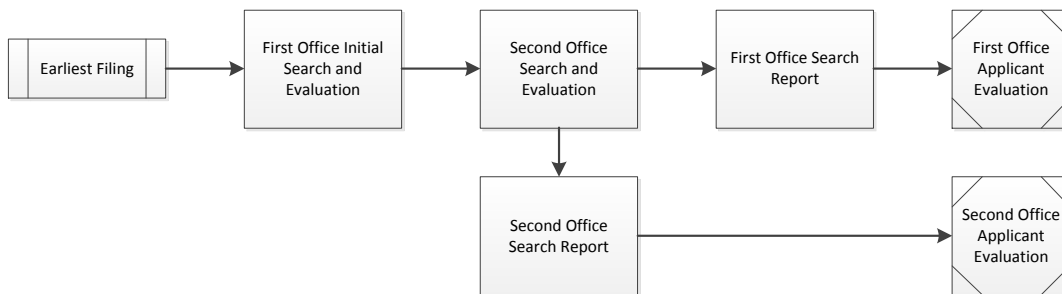 Earliest Filing
First Office Initial
Search and
Evaluation
Second Office
Search and
Evaluation
First Office Search
Report
First Office
Applicant
Evaluation
Second Office
Search Report
Second Office
Applicant
Evaluation